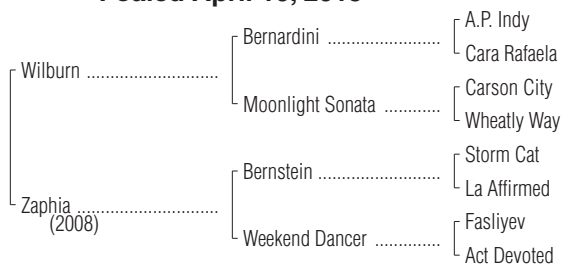 A.P. Indy
Bernardini ........................
Cara Rafaela
Wilburn ............................
Carson City
Moonlight Sonata ............
Wheatly Way
Storm Cat
Bernstein ..........................
La Affirmed
Zaphia ..............................
(2008)
Fasliyev
Weekend Dancer ..............
Act Devoted